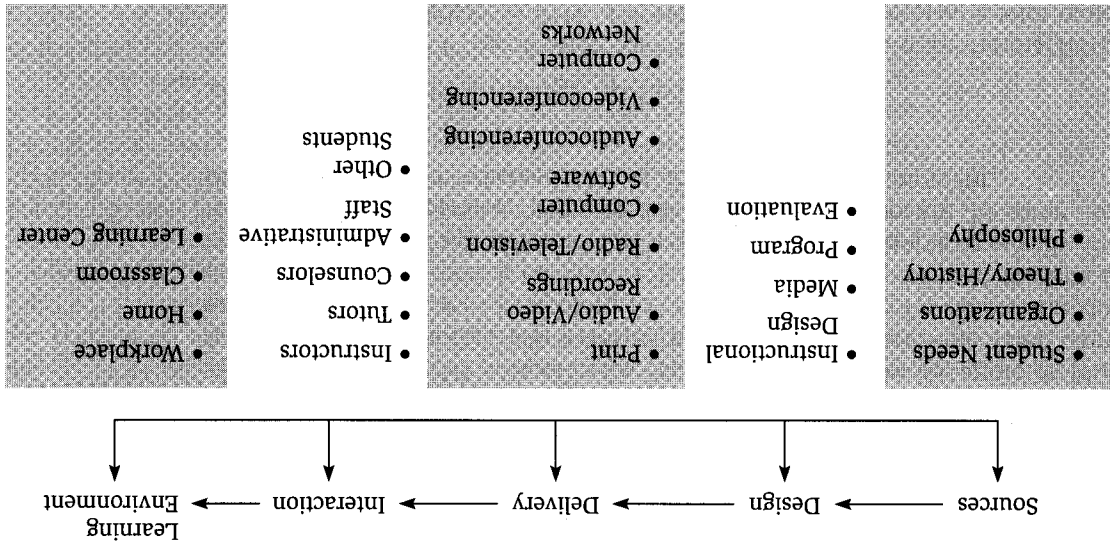 Sources
Design
Delivery
Interaction
Learning
Environment
• Student Needs
• Organizations
• Theory/History
• Philosophy
• Instructional
Design
• Media
• Program
• Evaluation
• Print
• Audio/Video
Recordings
• Radio/Television
• Computer
Software
• Audioconferencing
• Videoconferencing
• Computer
Networks
• Instructors
• Tutors
• Counselors
• Administrative
Staff
• Other
Students
• Workplace
• Home
• Classroom
• Learning Center